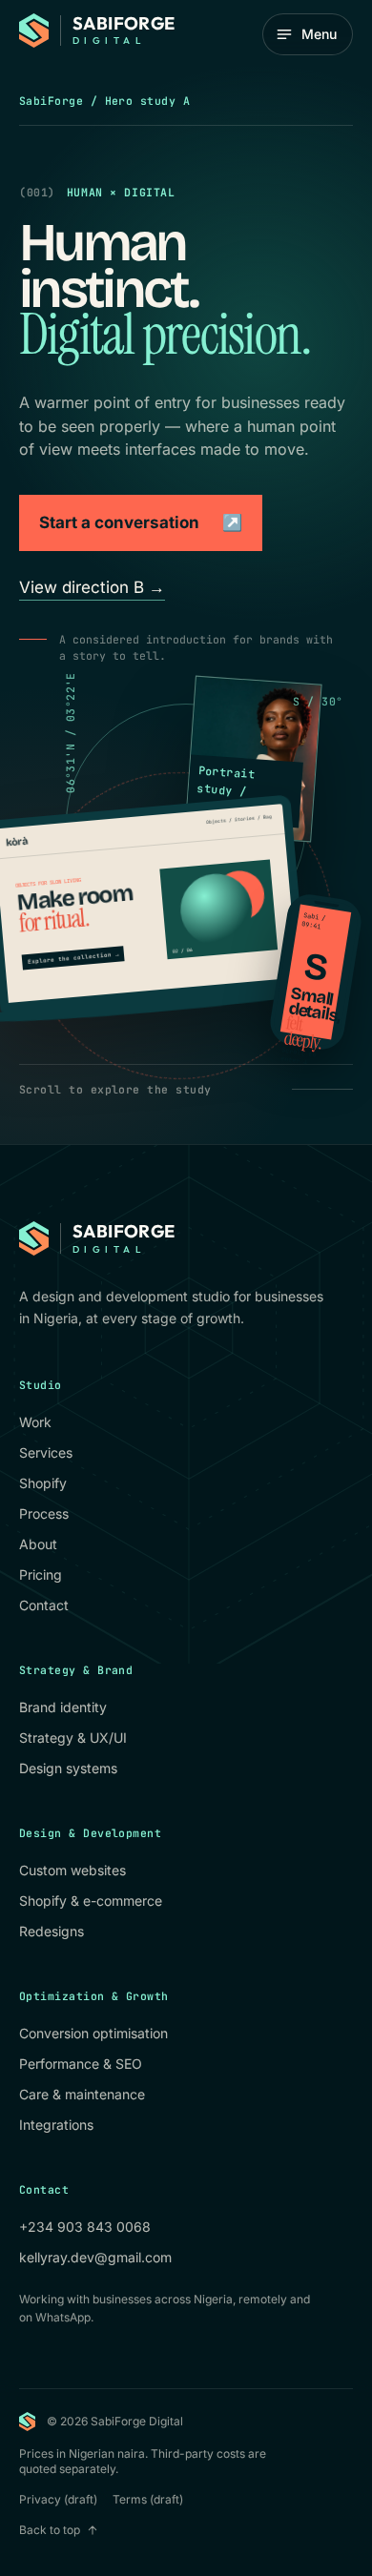 SABIFORGE
DIGITAL
Menu
SabiForge / Hero study A
(001) HUMAN × DIGITAL
Human
instinct.
Digital precision.
A warmer point of entry for businesses ready
to be seen properly — where a human point
of view meets interfaces made to move.
Start a conversation ↗
View direction B →
A considered introduction for brands with
a story to tell.
06°31'N / 03°22'E
S / 30°
Portrait
study /
kòrà
Objects / Stories / Bag
OBJECTS FOR SLOW LIVING
Make room
for ritual.
Explore the collection →
Sabi /
09:41
S
Small
details
felt
deeply.
Scroll to explore the study
SABIFORGE
DIGITAL
A design and development studio for businesses
in Nigeria, at every stage of growth.
Studio
Work
Services
Shopify
Process
About
Pricing
Contact
Strategy & Brand
Brand identity
Strategy & UX/UI
Design systems
Design & Development
Custom websites
Shopify & e-commerce
Redesigns
Optimization & Growth
Conversion optimisation
Performance & SEO
Care & maintenance
Integrations
Contact
+234 903 843 0068
kellyray.dev@gmail.com
Working with businesses across Nigeria, remotely and
on WhatsApp.
© 2026 SabiForge Digital
Prices in Nigerian naira. Third-party costs are
quoted separately.
Privacy (draft) Terms (draft)
Back to top ↑